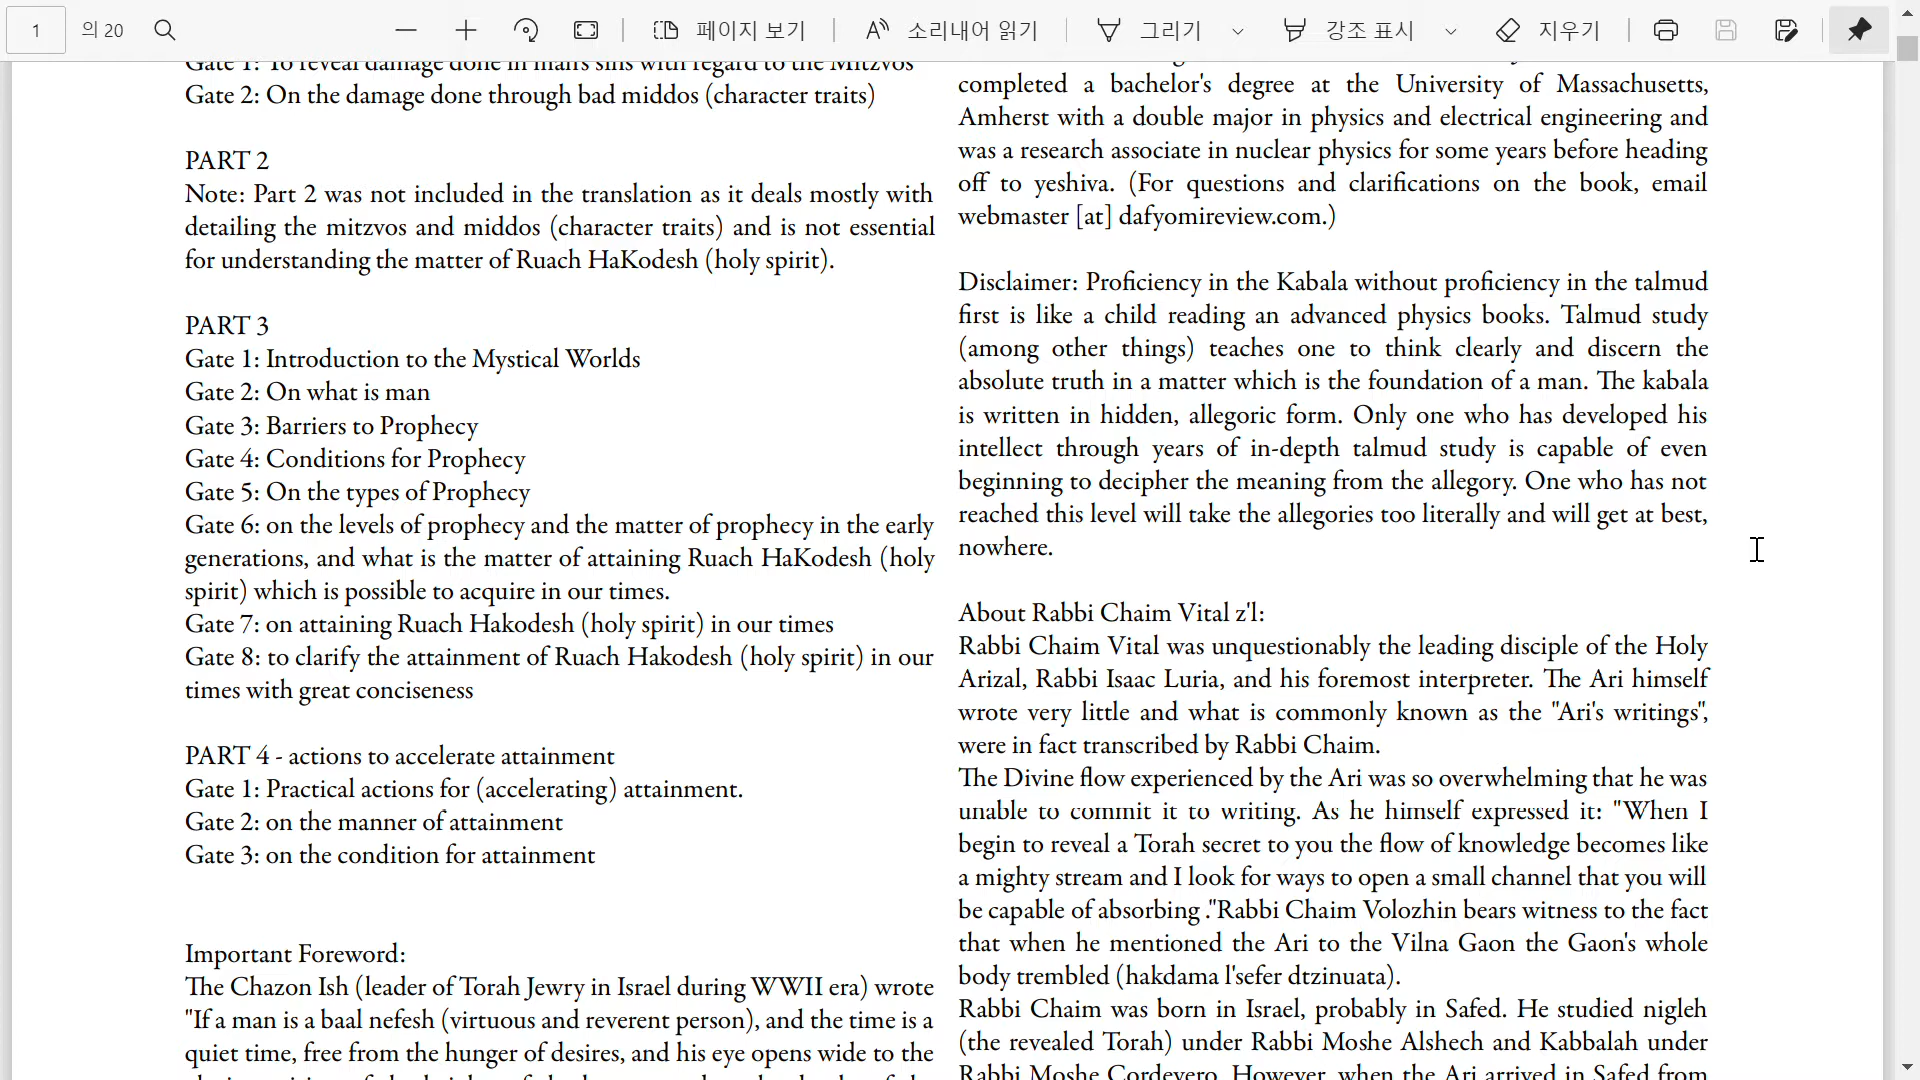 1
의 20
페이지 보기
소리내어 읽기
그리기
강조 표시
지우기
Gate 1: To reveal damage done in man's sins with regard to the Mitzvos
Gate 2: On the damage done through bad middos (character traits)
PART 2
Note: Part 2 was not included in the translation as it deals mostly with
detailing the mitzvos and middos (character traits) and is not essential
for understanding the matter of Ruach HaKodesh (holy spirit).
PART 3
Gate 1: Introduction to the Mystical Worlds
Gate 2: On what is man
Gate 3: Barriers to Prophecy
Gate 4: Conditions for Prophecy
Gate 5: On the types of Prophecy
Gate 6: on the levels of prophecy and the matter of prophecy in the early
generations, and what is the matter of attaining Ruach HaKodesh (holy
spirit) which is possible to acquire in our times.
Gate 7: on attaining Ruach Hakodesh (holy spirit) in our times
Gate 8: to clarify the attainment of Ruach Hakodesh (holy spirit) in our
times with great conciseness
PART 4 - actions to accelerate attainment
Gate 1: Practical actions for (accelerating) attainment.
Gate 2: on the manner of attainment
Gate 3: on the condition for attainment
Important Foreword:
The Chazon Ish (leader of Torah Jewry in Israel during WWII era) wrote
"If a man is a baal nefesh (virtuous and reverent person), and the time is a
quiet time, free from the hunger of desires, and his eye opens wide to the
completed a bachelor's degree at the University of Massachusetts,
Amherst with a double major in physics and electrical engineering and
was a research associate in nuclear physics for some years before heading
off to yeshiva. (For questions and clarifications on the book, email
webmaster [at] dafyomireview.com.)
Disclaimer: Proficiency in the Kabala without proficiency in the talmud
first is like a child reading an advanced physics books. Talmud study
(among other things) teaches one to think clearly and discern the
absolute truth in a matter which is the foundation of a man. The kabala
is written in hidden, allegoric form. Only one who has developed his
intellect through years of in-depth talmud study is capable of even
beginning to decipher the meaning from the allegory. One who has not
reached this level will take the allegories too literally and will get at best,
nowhere.
About Rabbi Chaim Vital z'l:
Rabbi Chaim Vital was unquestionably the leading disciple of the Holy
Arizal, Rabbi Isaac Luria, and his foremost interpreter. The Ari himself
wrote very little and what is commonly known as the "Ari's writings",
were in fact transcribed by Rabbi Chaim.
The Divine flow experienced by the Ari was so overwhelming that he was
unable to commit it to writing. As he himself expressed it: "When I
begin to reveal a Torah secret to you the flow of knowledge becomes like
a mighty stream and I look for ways to open a small channel that you will
be capable of absorbing ."Rabbi Chaim Volozhin bears witness to the fact
that when he mentioned the Ari to the Vilna Gaon the Gaon's whole
body trembled (hakdama l'sefer dtzinuata).
Rabbi Chaim was born in Israel, probably in Safed. He studied nigleh
(the revealed Torah) under Rabbi Moshe Alshech and Kabbalah under
Rabbi Moshe Cordevero. However, when the Ari arrived in Safed from